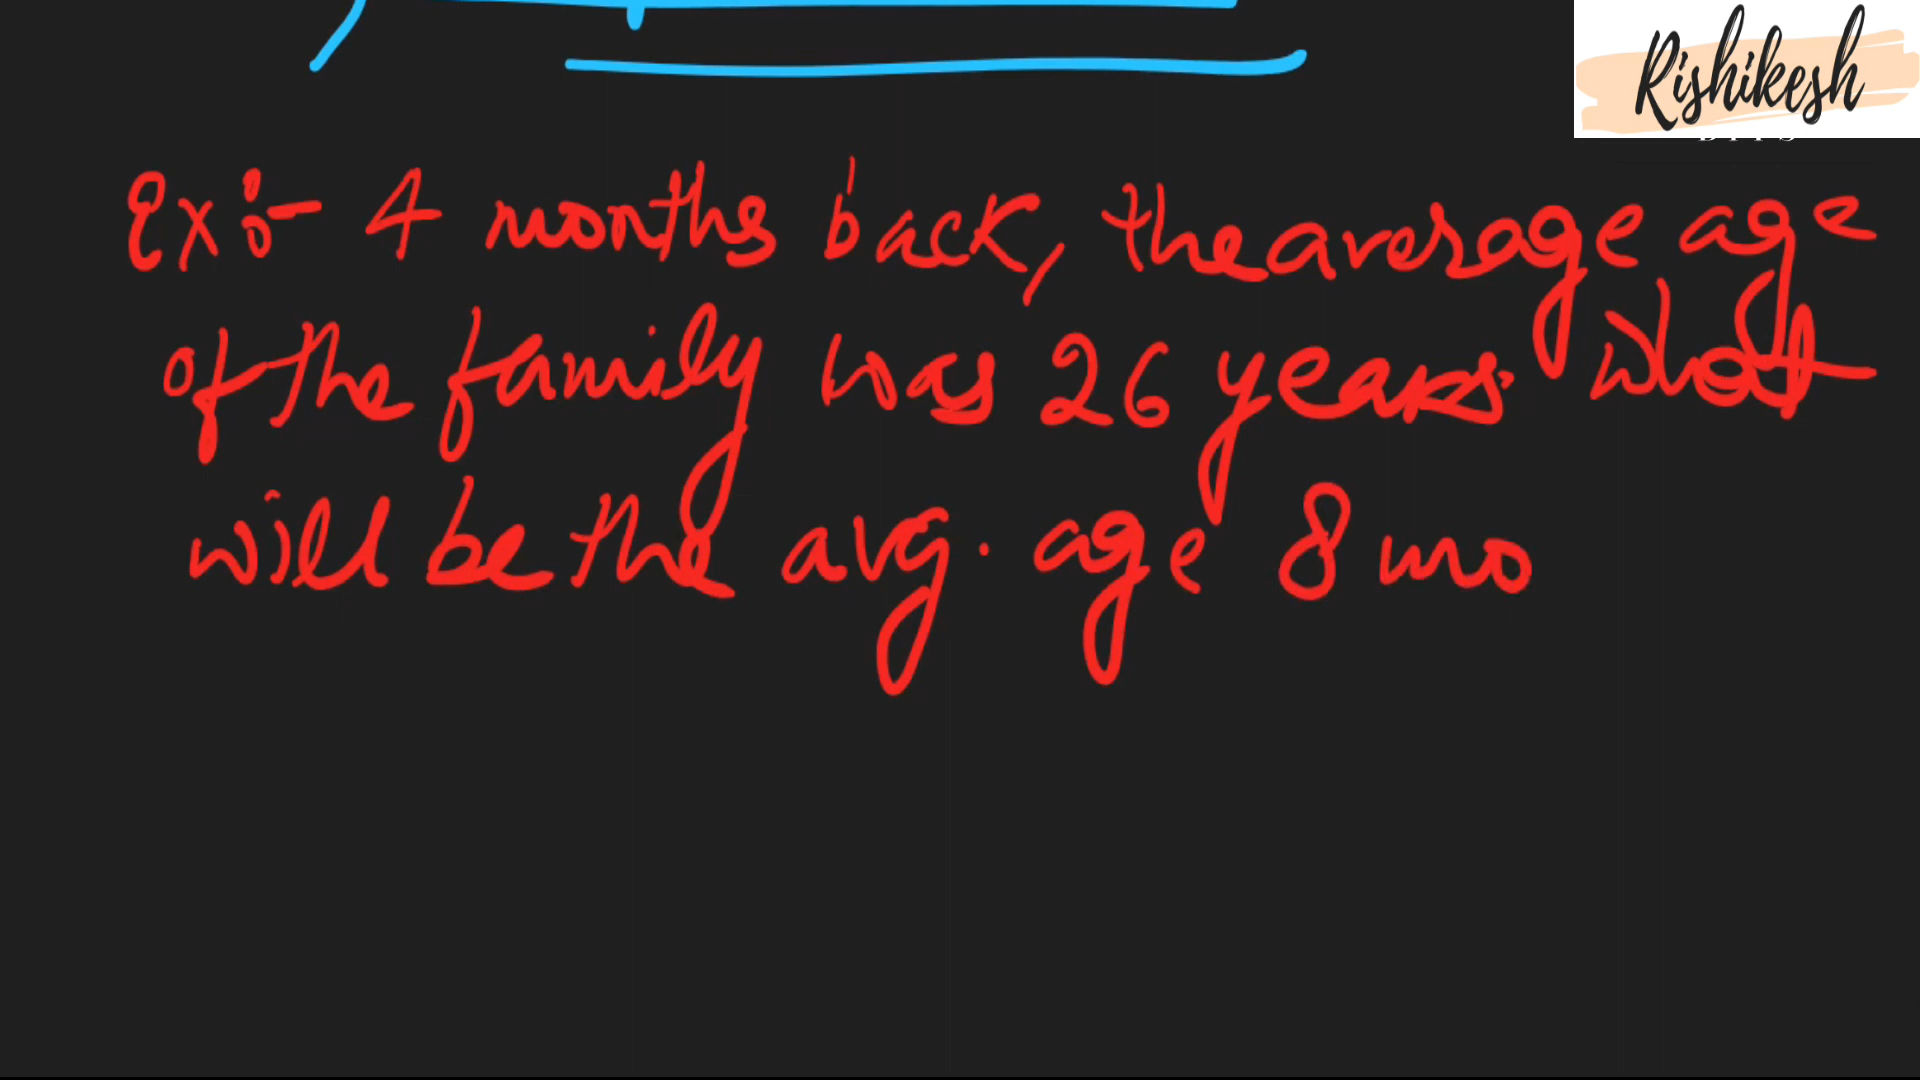 Rishikesh
Ex:- 4 months back, the average age
of the family was 26 years. What
will be the avg. age 8 mo